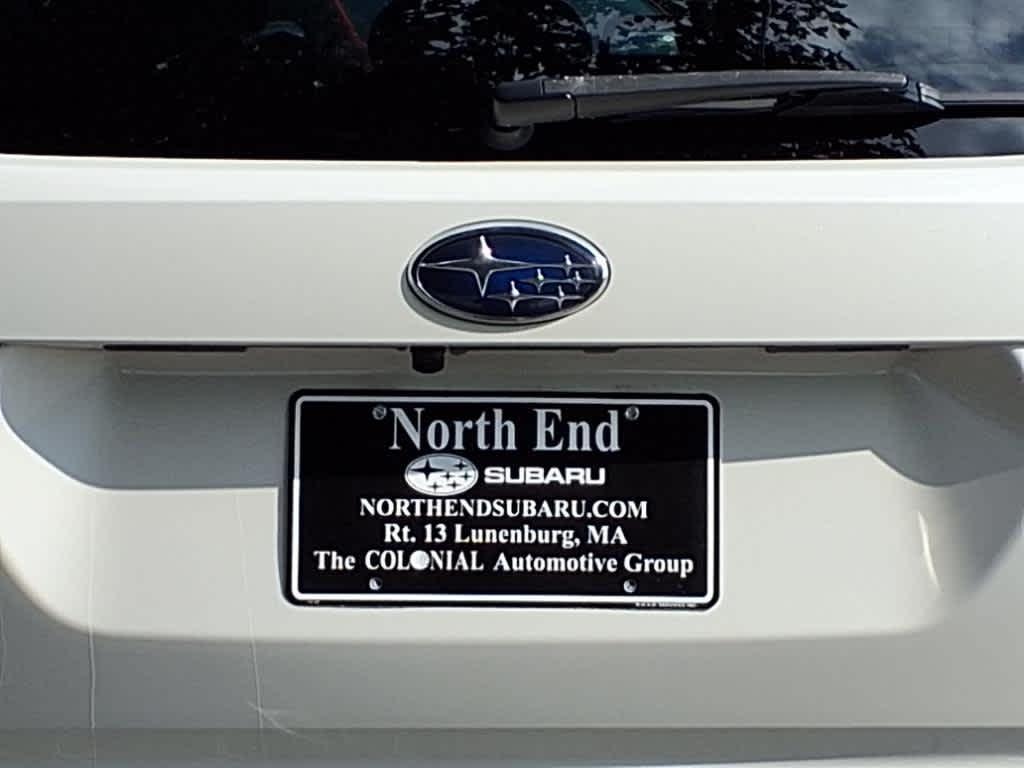 North End
SUBARU
NORTHENDSUBARU.COM
Rt. 13 Lunenburg, MA
The COLONIAL Automotive Group